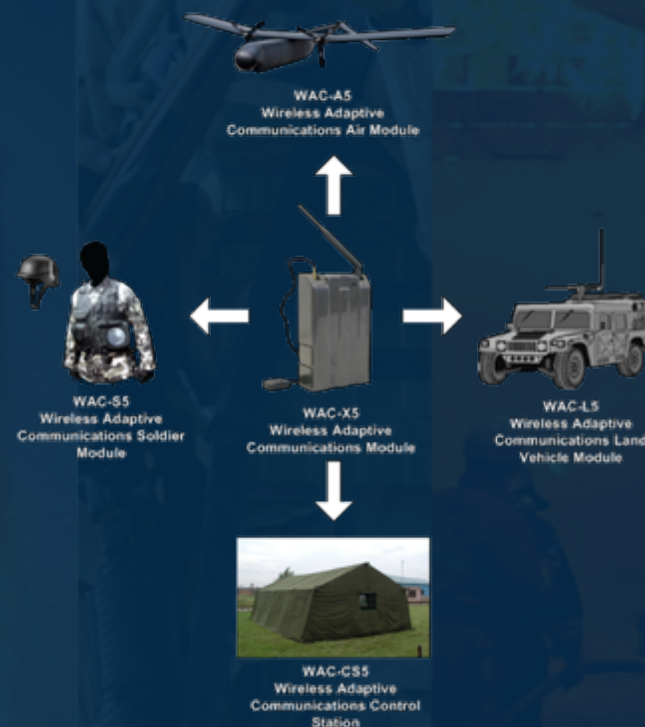 WAC-A5
Wireless Adaptive
Communications Air Module
WAC-S5
Wireless Adaptive
Communications Soldier
Module
WAC-X5
Wireless Adaptive
Communications Module
WAC-L5
Wireless Adaptive
Communications Land
Vehicle Module
WAC-CS5
Wireless Adaptive
Communications Control
Station